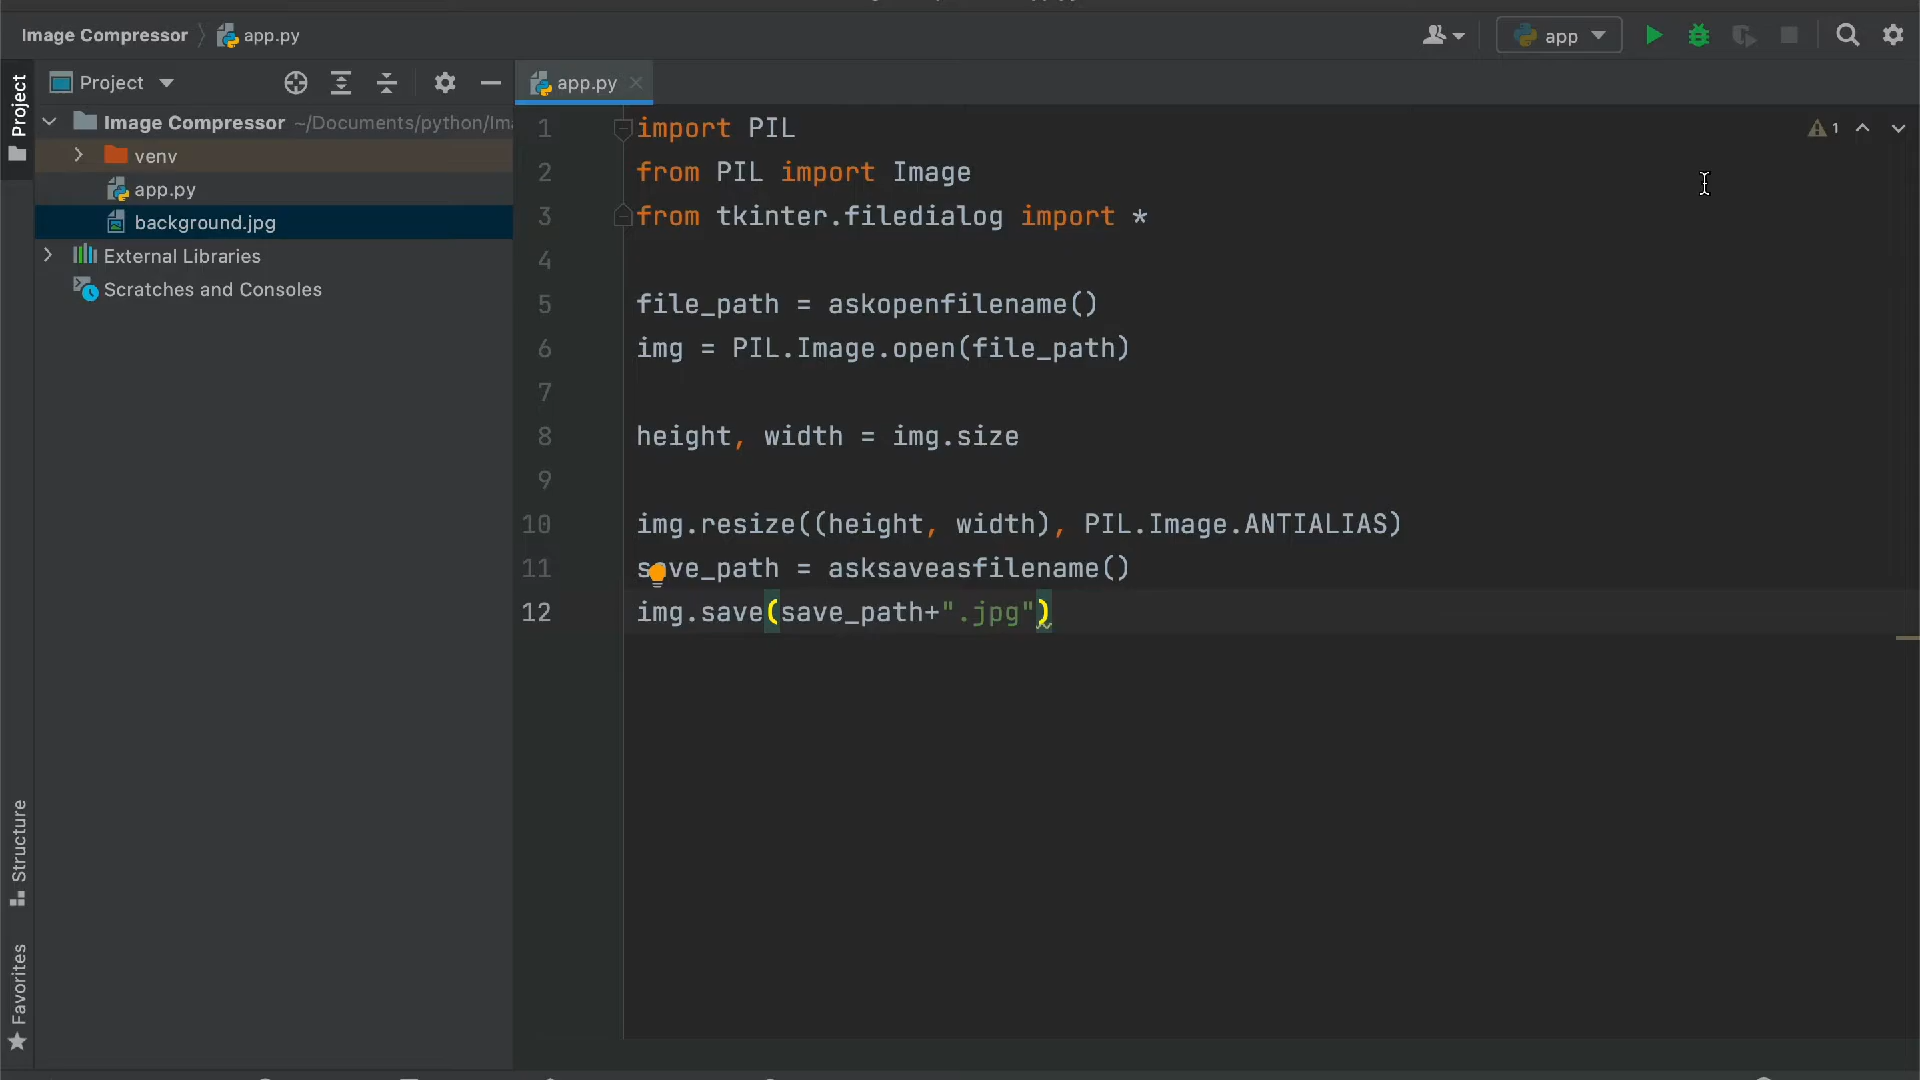 Image Compressor
app.py
app
Project
Project
app.py
Image Compressor ~/Documents/python/Im
venv
app.py
background.jpg
External Libraries
Scratches and Consoles
Structure
Favorites
1
1 import PIL
2 from PIL import Image
3 from tkinter.filedialog import *
4
5 file_path = askopenfilename()
6 img = PIL.Image.open(file_path)
7
8 height, width = img.size
9
10 img.resize((height, width), PIL.Image.ANTIALIAS)
11 save_path = asksaveasfilename()
12 img.save(save_path+".jpg")